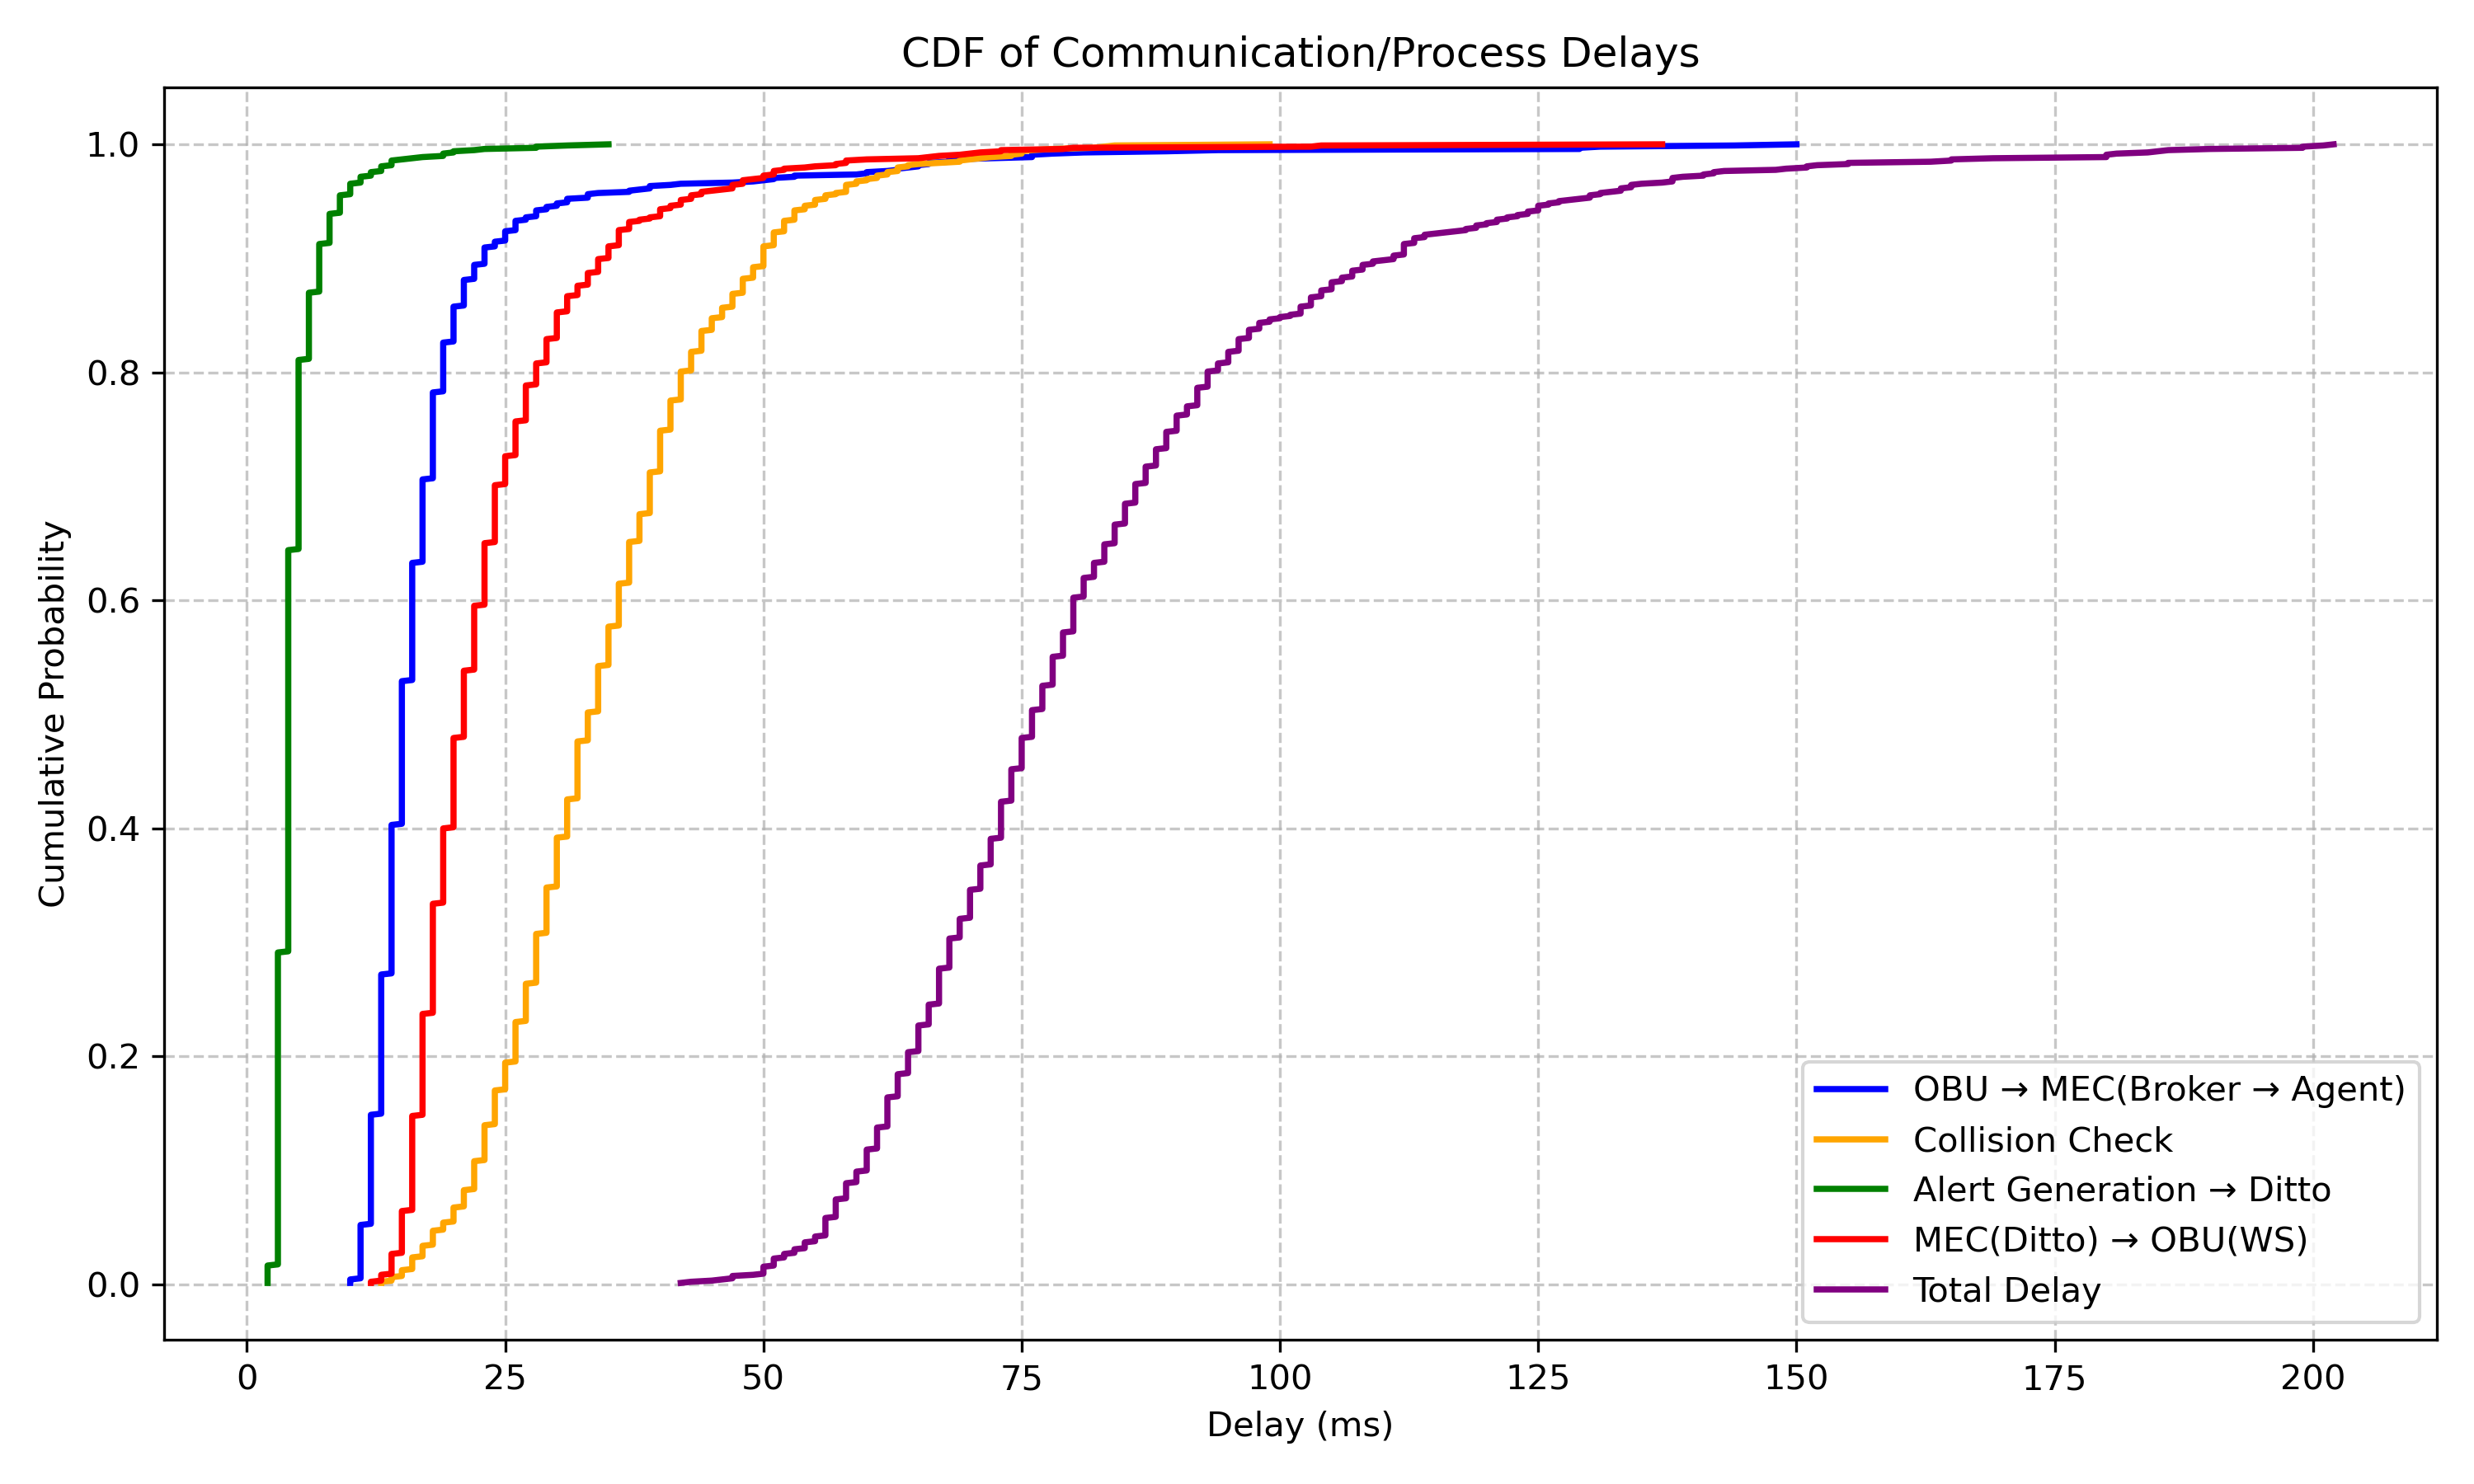 CDF of Communication/Process Delays
Cumulative Probability
1.0
0.8
0.6
0.4
0.2
0.0
OBU → MEC(Broker → Agent)
Collision Check
Alert Generation → Ditto
MEC(Ditto) → OBU(WS)
Total Delay
0 25 50 75 100 125 150 175 200
Delay (ms)